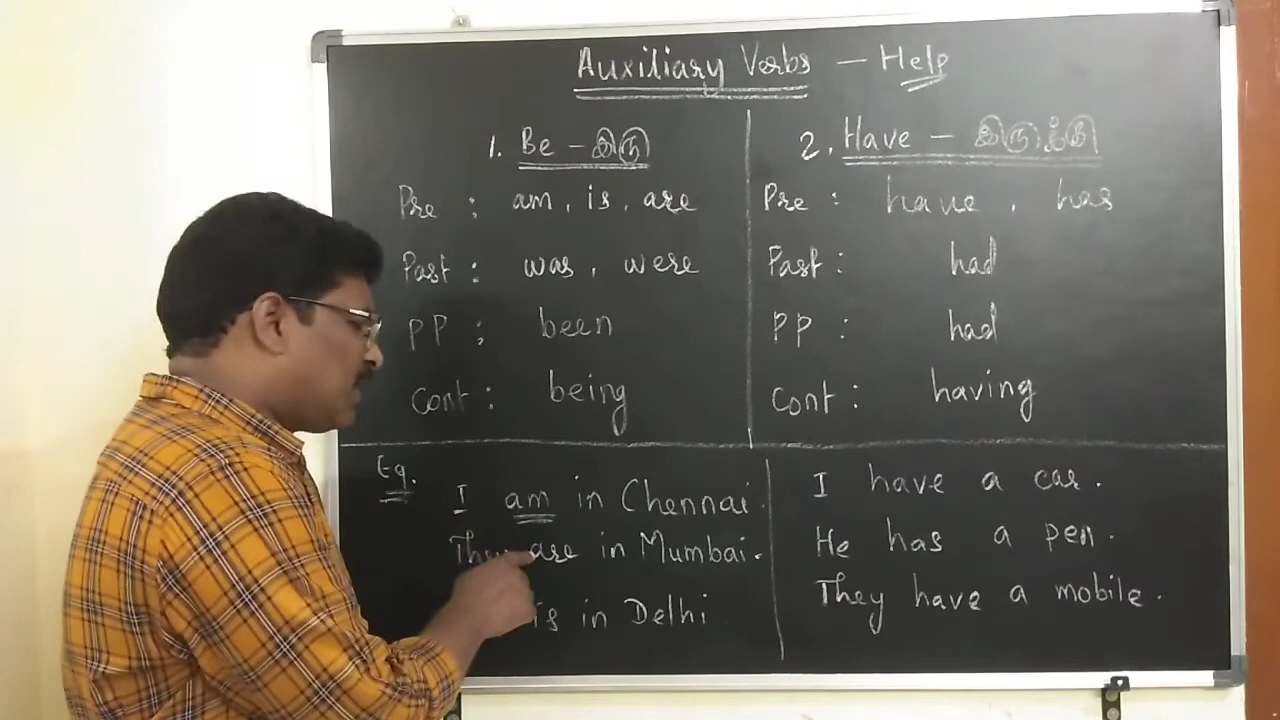 Auxiliary Verbs — Help
1. Be - இரு
Pre : am, is, are
Past : was, were
PP : been
Cont : being
2. Have - இருக்கு
Pre : have, has
Past : had
PP : had
Cont : having
Eg.
I am in Chennai.
They are in Mumbai.
is in Delhi
I have a car.
He has a pen.
They have a mobile.